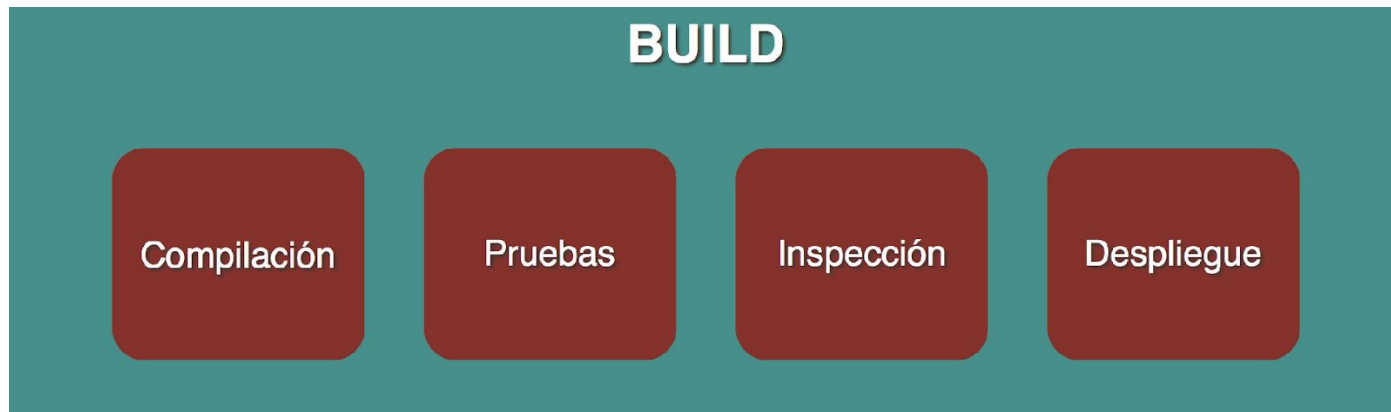 BUILD
Compilación
Pruebas
Inspección
Despliegue